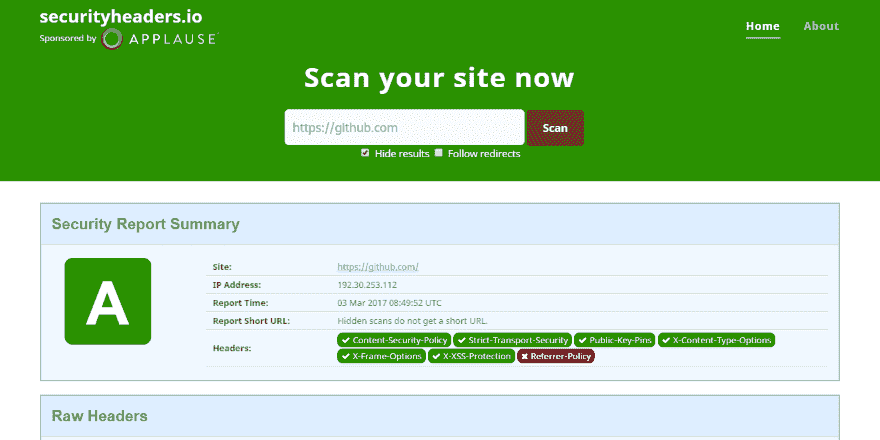 securityheaders.io
Home About
Sponsored by APPLAUSE
Scan your site now
https://github.com Scan
Hide results Follow redirects
Security Report Summary
A
Site: https://github.com/
IP Address: 192.30.253.112
Report Time: 03 Mar 2017 08:49:52 UTC
Report Short URL: Hidden scans do not get a short URL.
Headers: Content-Security-Policy Strict-Transport-Security Public-Key-Pins X-Content-Type-Options
X-Frame-Options X-XSS-Protection Referrer-Policy
Raw Headers